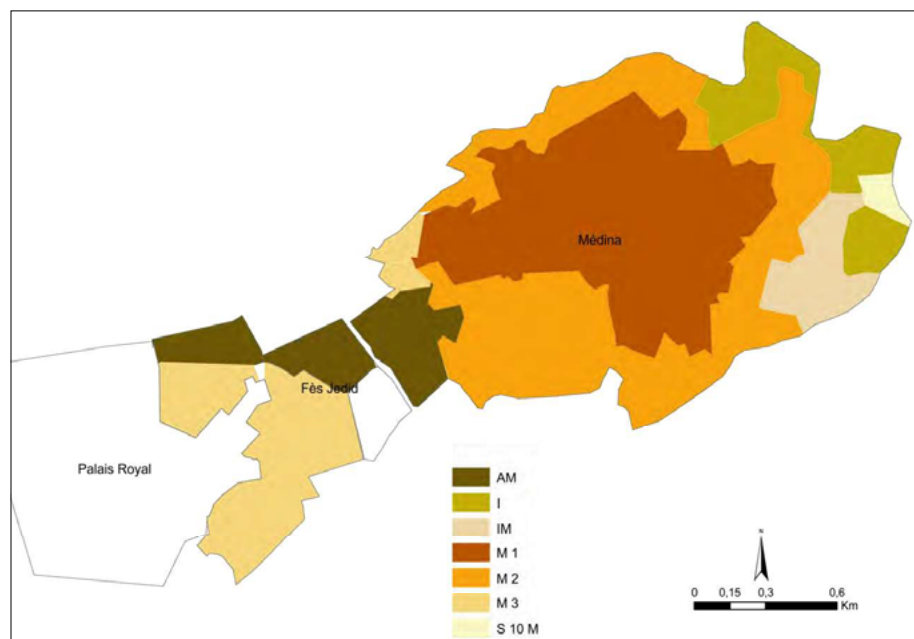 Médina
Fès Jedid
Palais Royal
AM
I
IM
M 1
M 2
M 3
S 10 M
N
0 0,15 0,3 0,6
Km